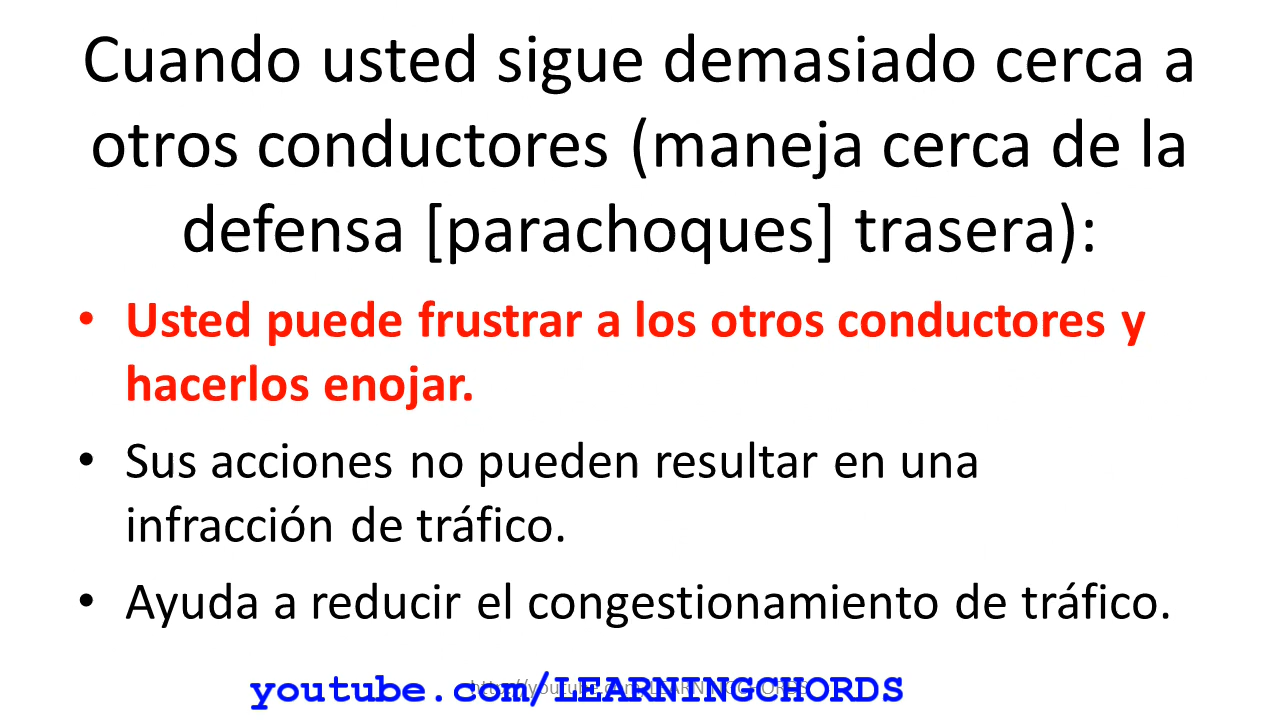 Cuando usted sigue demasiado cerca a
otros conductores (maneja cerca de la
defensa [parachoques] trasera):
• Usted puede frustrar a los otros conductores y
hacerlos enojar.
• Sus acciones no pueden resultar en una
infracción de tráfico.
• Ayuda a reducir el congestionamiento de tráfico.
youtube.com/LEARNINGCHORDS